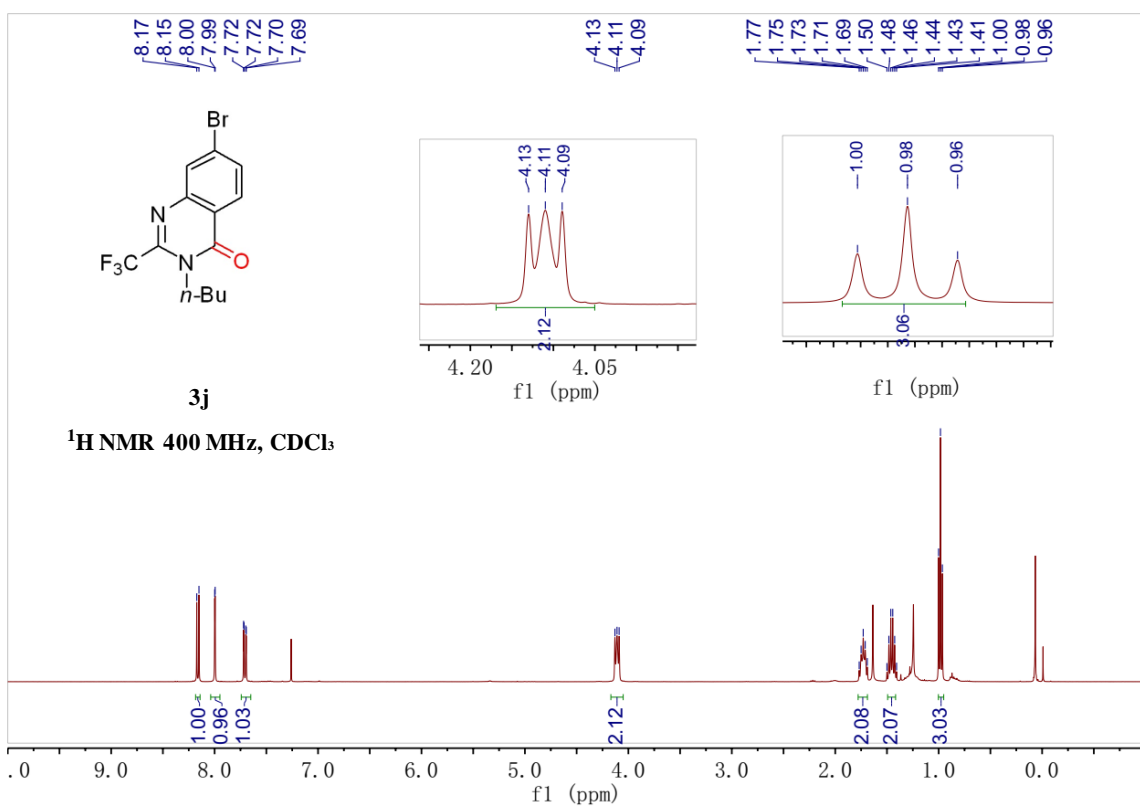 8.17 8.15 8.00 7.99 7.72 7.72 7.70 7.69 4.13 4.11 4.09 1.77 1.75 1.73 1.71 1.69 1.50 1.48 1.46 1.44 1.43 1.41 1.00 0.98 0.96
Br
N
F3C N O
n-Bu
4.13 4.11 4.09
2.12
4.20 4.05
f1 (ppm)
1.00 0.98 0.96
3.06
f1 (ppm)
3j
¹H NMR 400 MHz, CDCl₃
1.00 0.96 1.03 2.12 2.08 2.07 3.03
.0 9.0 8.0 7.0 6.0 5.0 4.0 3.0 2.0 1.0 0.0
f1 (ppm)